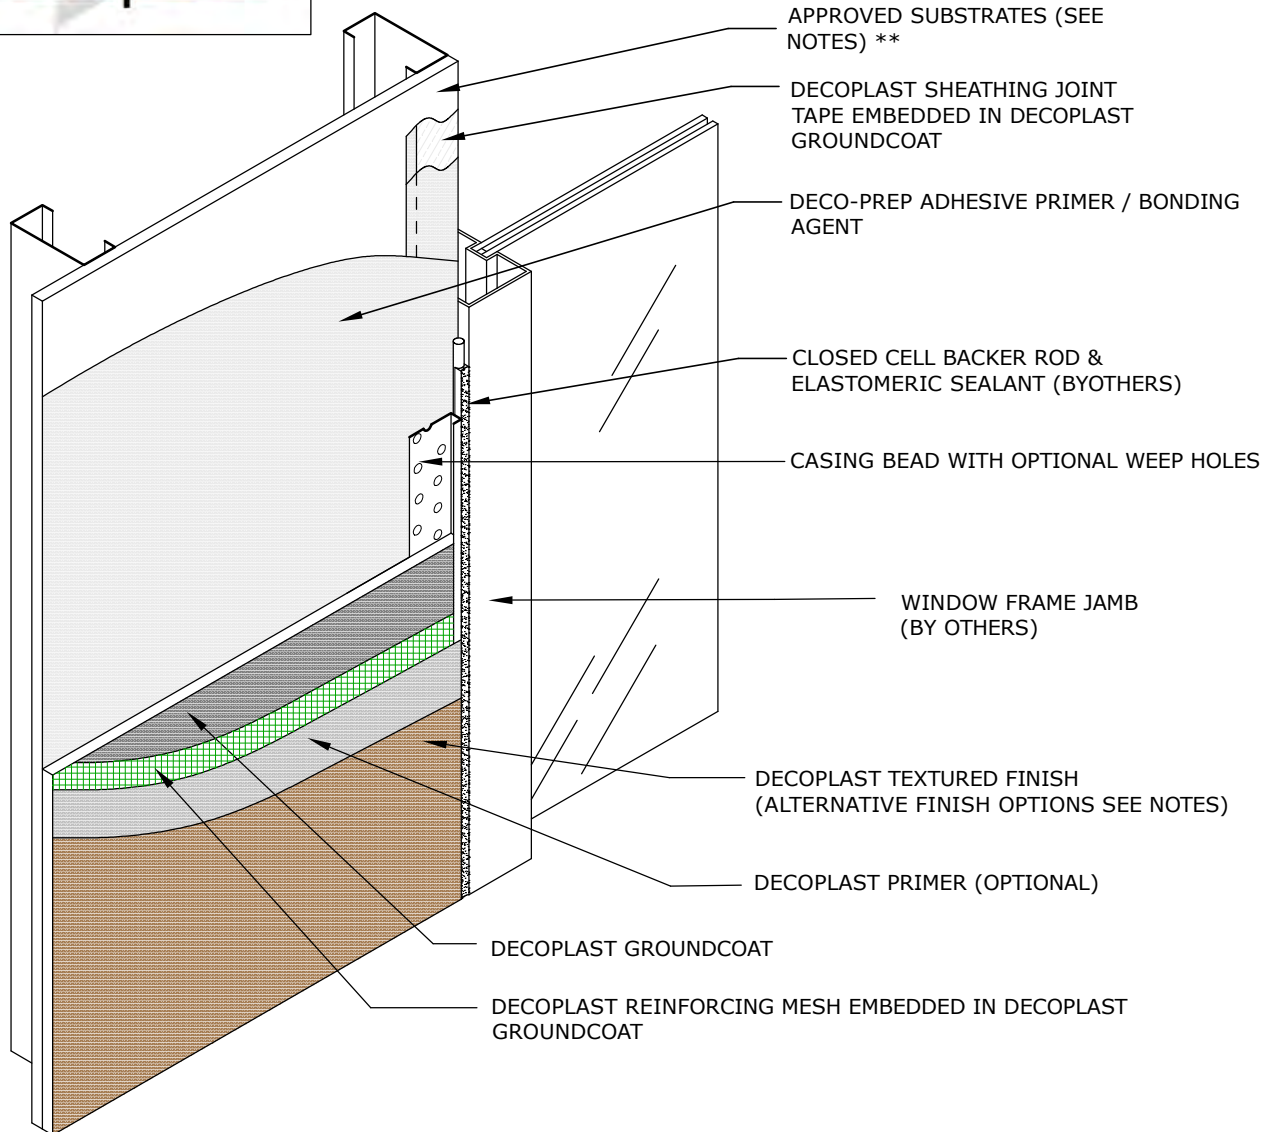 APPROVED SUBSTRATES (SEE
NOTES) **
DECOPLAST SHEATHING JOINT
TAPE EMBEDDED IN DECOPLAST
GROUNDCOAT
DECO-PREP ADHESIVE PRIMER / BONDING
AGENT
CLOSED CELL BACKER ROD &
ELASTOMERIC SEALANT (BYOTHERS)
CASING BEAD WITH OPTIONAL WEEP HOLES
WINDOW FRAME JAMB
(BY OTHERS)
DECOPLAST TEXTURED FINISH
(ALTERNATIVE FINISH OPTIONS SEE NOTES)
DECOPLAST PRIMER (OPTIONAL)
DECOPLAST GROUNDCOAT
DECOPLAST REINFORCING MESH EMBEDDED IN DECOPLAST
GROUNDCOAT